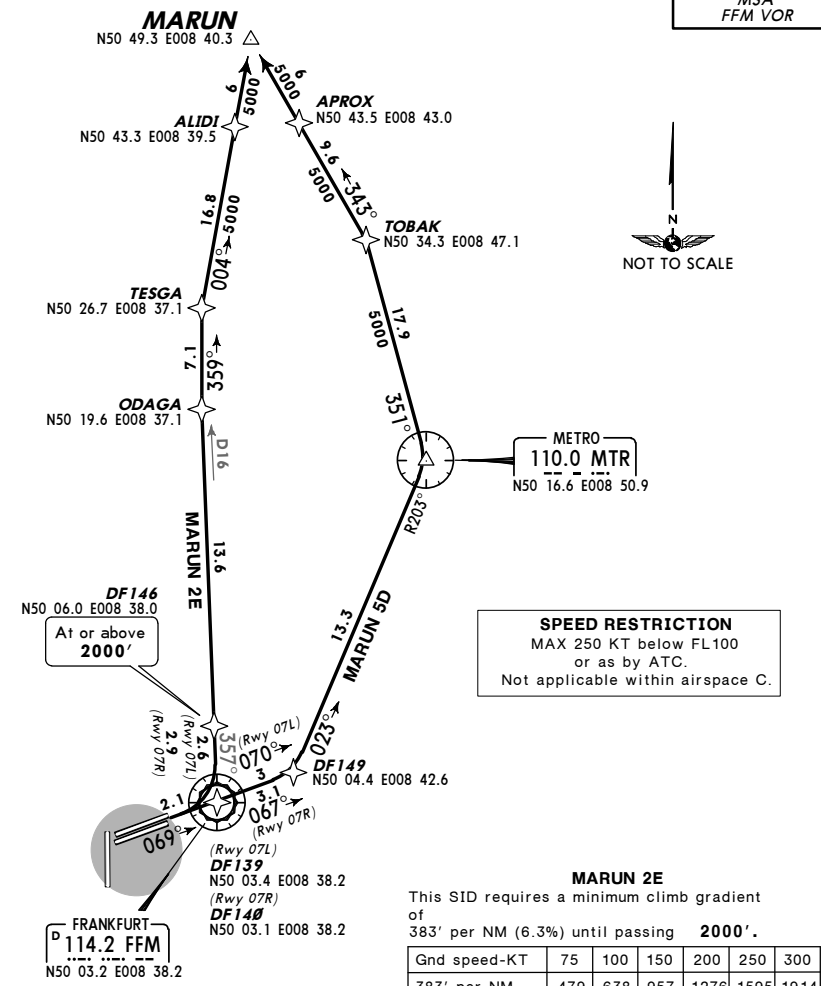 MSA
FFM VOR
MARUN
N50 49.3 E008 40.3
6
5000
6
5000
ALIDI
N50 43.3 E008 39.5
APROX
N50 43.5 E008 43.0
9.6
343°
5000
16.8
004°
5000
TOBAK
N50 34.3 E008 47.1
N
NOT TO SCALE
TESGA
N50 26.7 E008 37.1
7.1
359°
17.9
5000
ODAGA
N50 19.6 E008 37.1
D16
351°
METRO
110.0 MTR
N50 16.6 E008 50.9
R203°
MARUN 2E
13.6
DF146
N50 06.0 E008 38.0
At or above
2000'
13.3
MARUN 5D
SPEED RESTRICTION
MAX 250 KT below FL100
or as by ATC.
Not applicable within airspace C.
(Rwy 07R)
2.9
(Rwy 07L)
2.6
357°
(Rwy 07L)
070°
023°
3
DF149
N50 04.4 E008 42.6
3.1
067°
(Rwy 07R)
2.1
069°
(Rwy 07L)
DF139
N50 03.4 E008 38.2
(Rwy 07R)
DF140
N50 03.1 E008 38.2
FRANKFURT
D 114.2 FFM
N50 03.2 E008 38.2
MARUN 2E
This SID requires a minimum climb gradient
of
383' per NM (6.3%) until passing 2000'.
Gnd speed-KT 75 100 150 200 250 300
383' per NM 479 638 957 1276 1595 1914